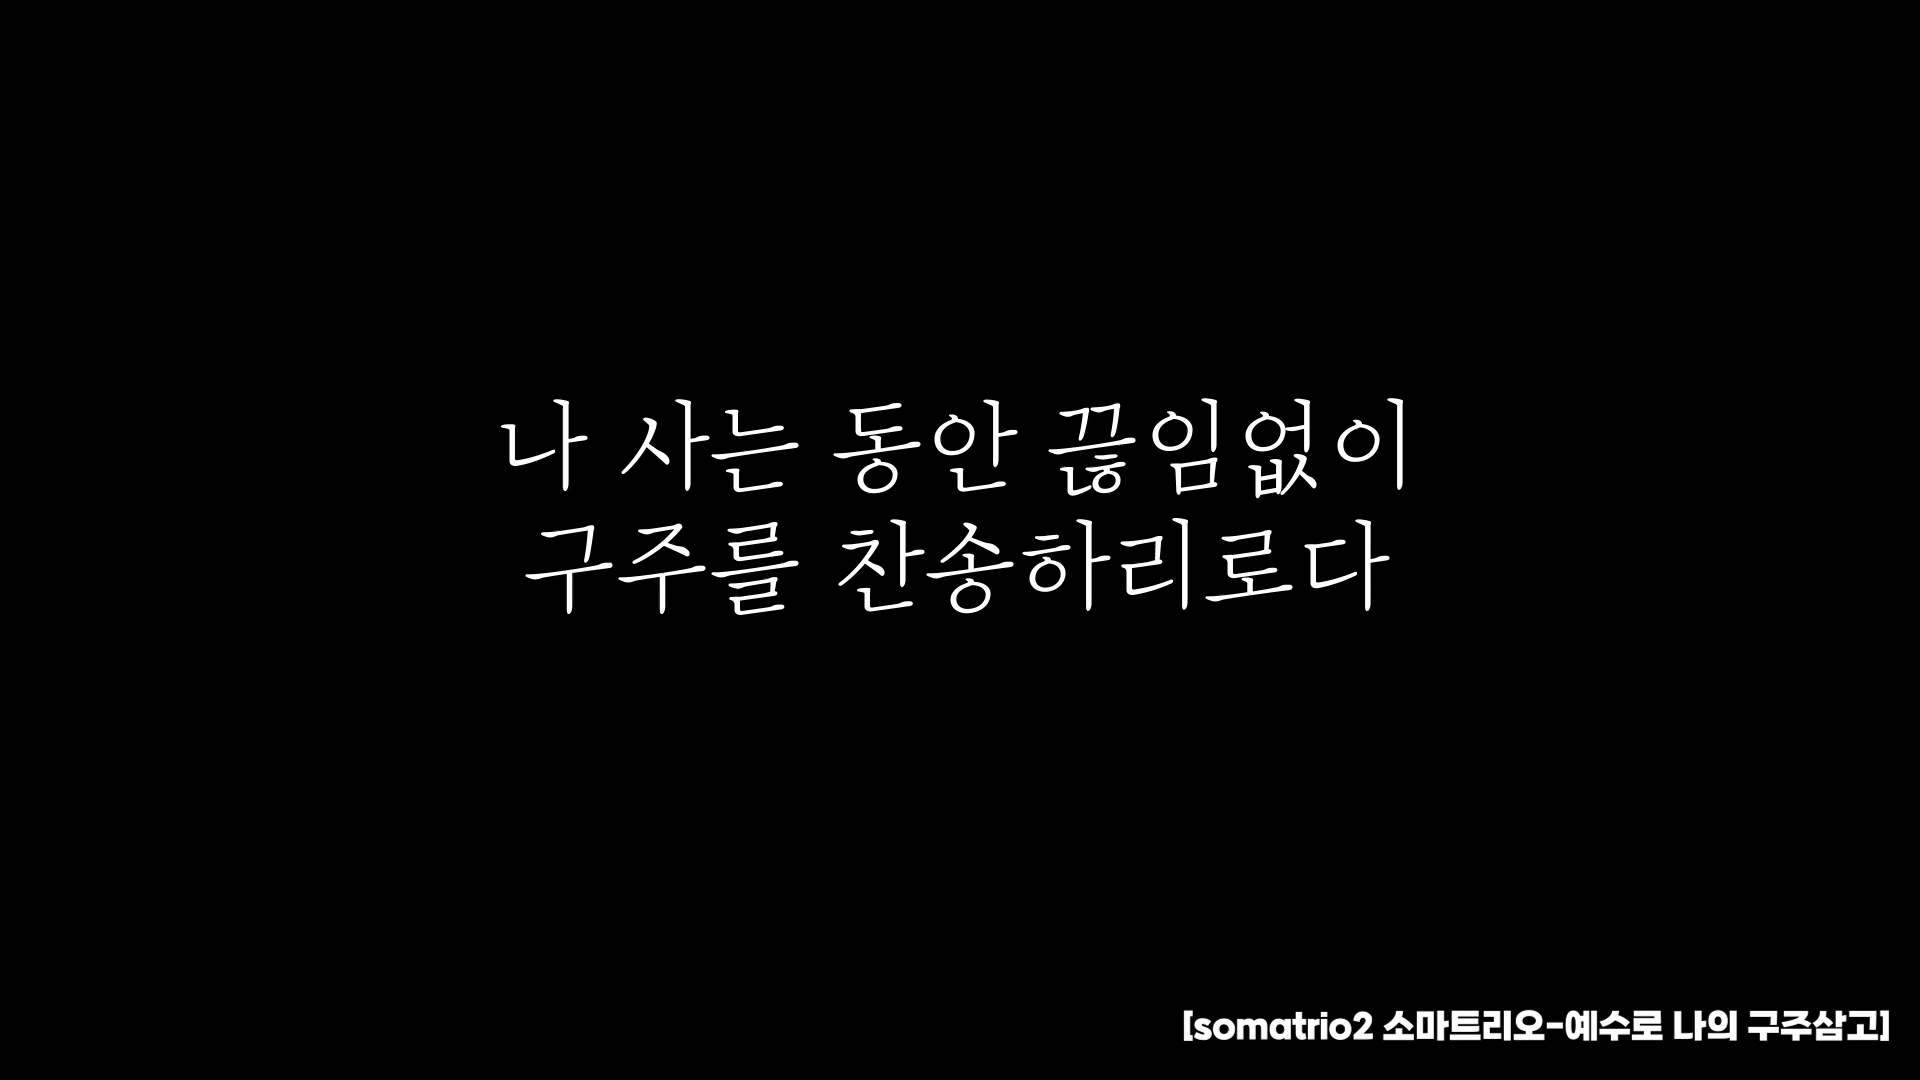 나 사는 동안 끊임없이
구주를 찬송하리로다
[somatrio2 소마트리오-예수로 나의 구주삼고]